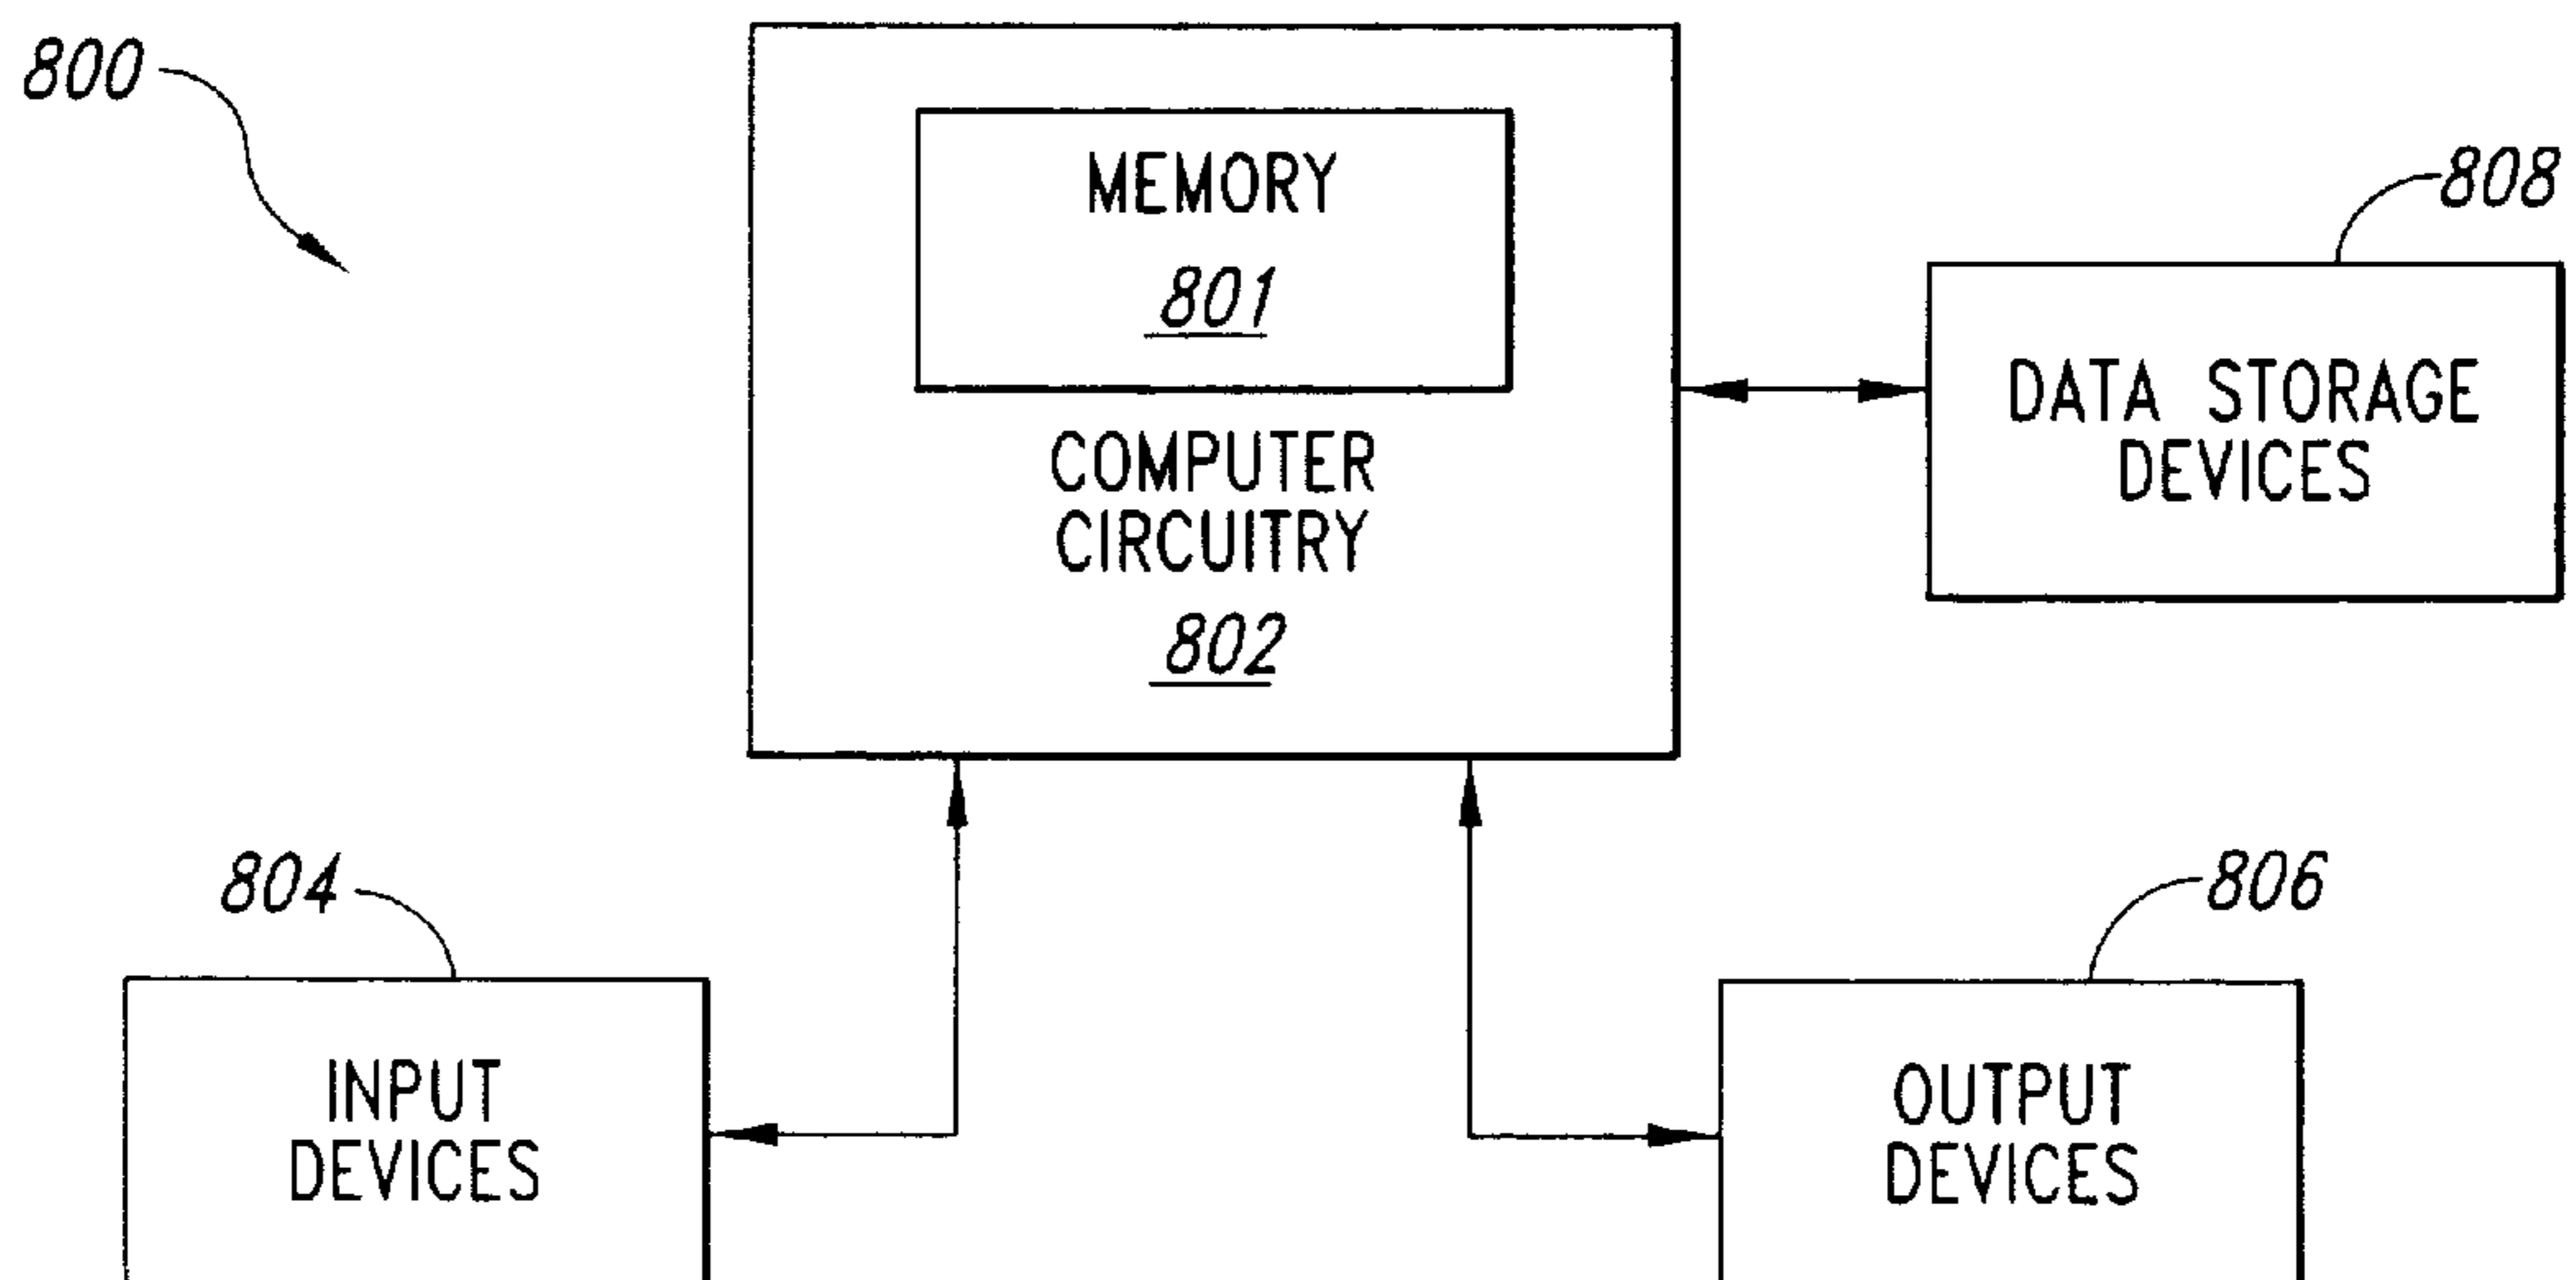 800
MEMORY
801
808
DATA STORAGE
DEVICES
COMPUTER
CIRCUITRY
802
804
806
INPUT
DEVICES
OUTPUT
DEVICES